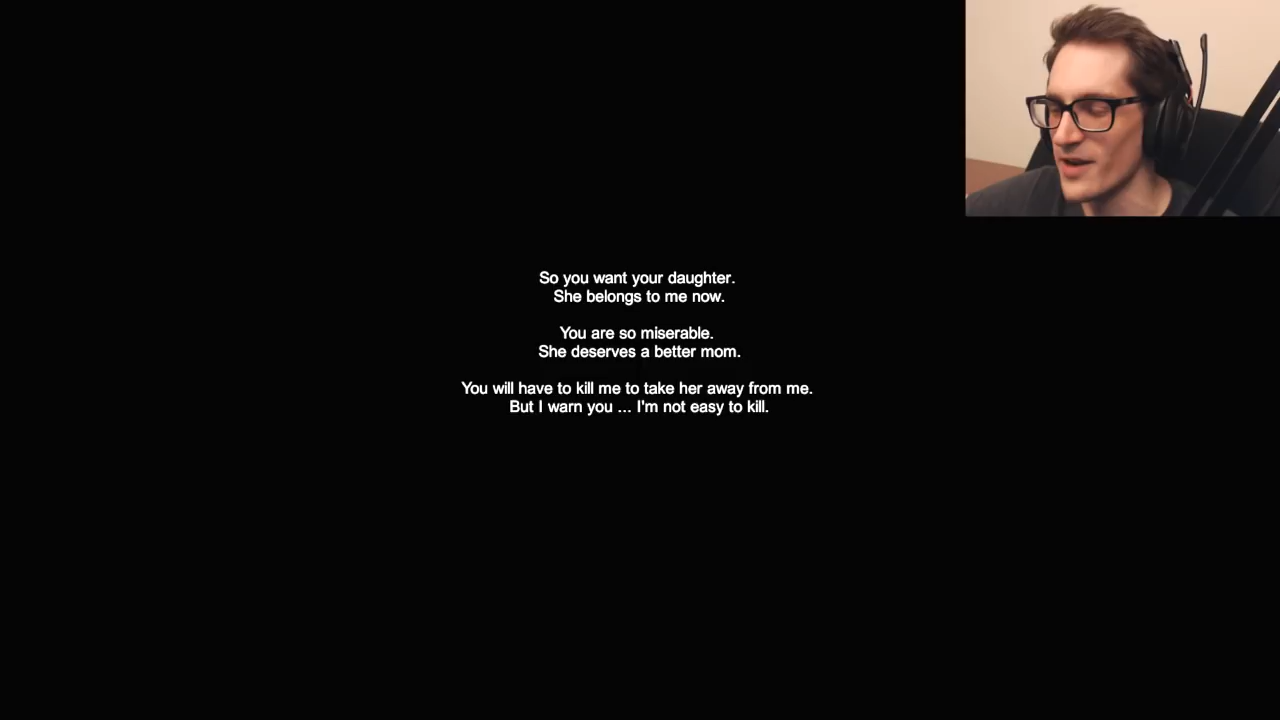 So you want your daughter.
She belongs to me now.
You are so miserable.
She deserves a better mom.
You will have to kill me to take her away from me.
But I warn you ... I'm not easy to kill.